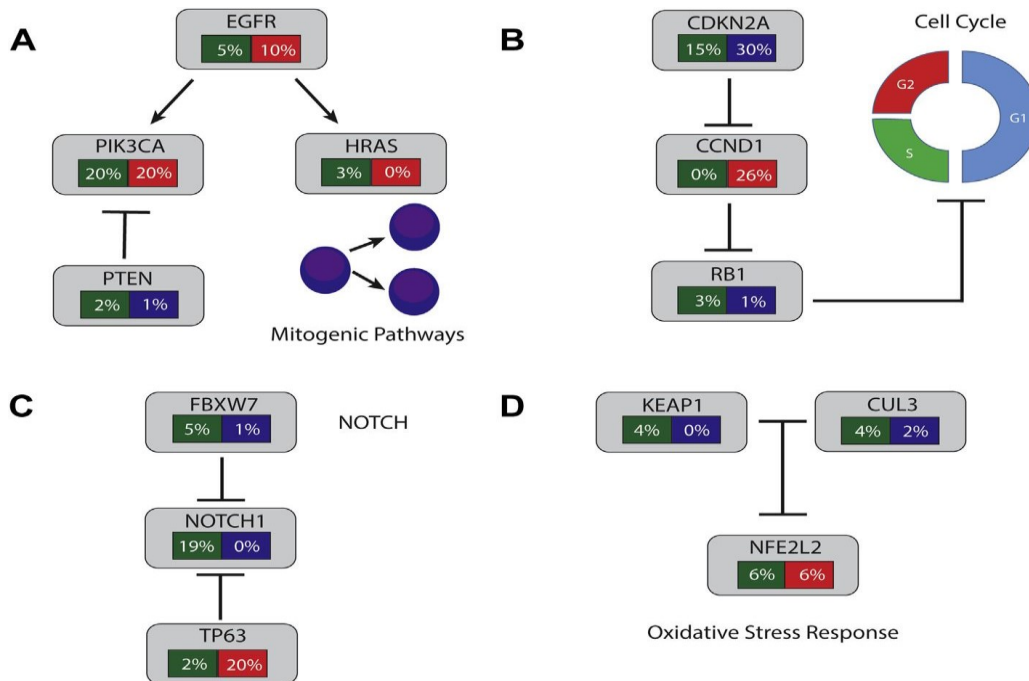 A
EGFR
5% 10%
PIK3CA
20% 20%
HRAS
3% 0%
PTEN
2% 1%
Mitogenic Pathways
B
CDKN2A
15% 30%
Cell Cycle
G2
G1
S
CCND1
0% 26%
RB1
3% 1%
C
FBXW7
5% 1%
NOTCH
NOTCH1
19% 0%
TP63
2% 20%
D
KEAP1
4% 0%
CUL3
4% 2%
NFE2L2
6% 6%
Oxidative Stress Response